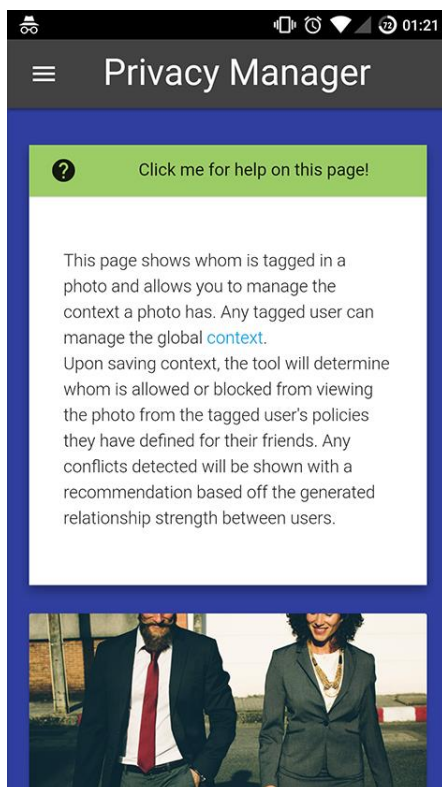 72 01:21
Privacy Manager
Click me for help on this page!
This page shows whom is tagged in a
photo and allows you to manage the
context a photo has. Any tagged user can
manage the global context.
Upon saving context, the tool will determine
whom is allowed or blocked from viewing
the photo from the tagged user's policies
they have defined for their friends. Any
conflicts detected will be shown with a
recommendation based off the generated
relationship strength between users.